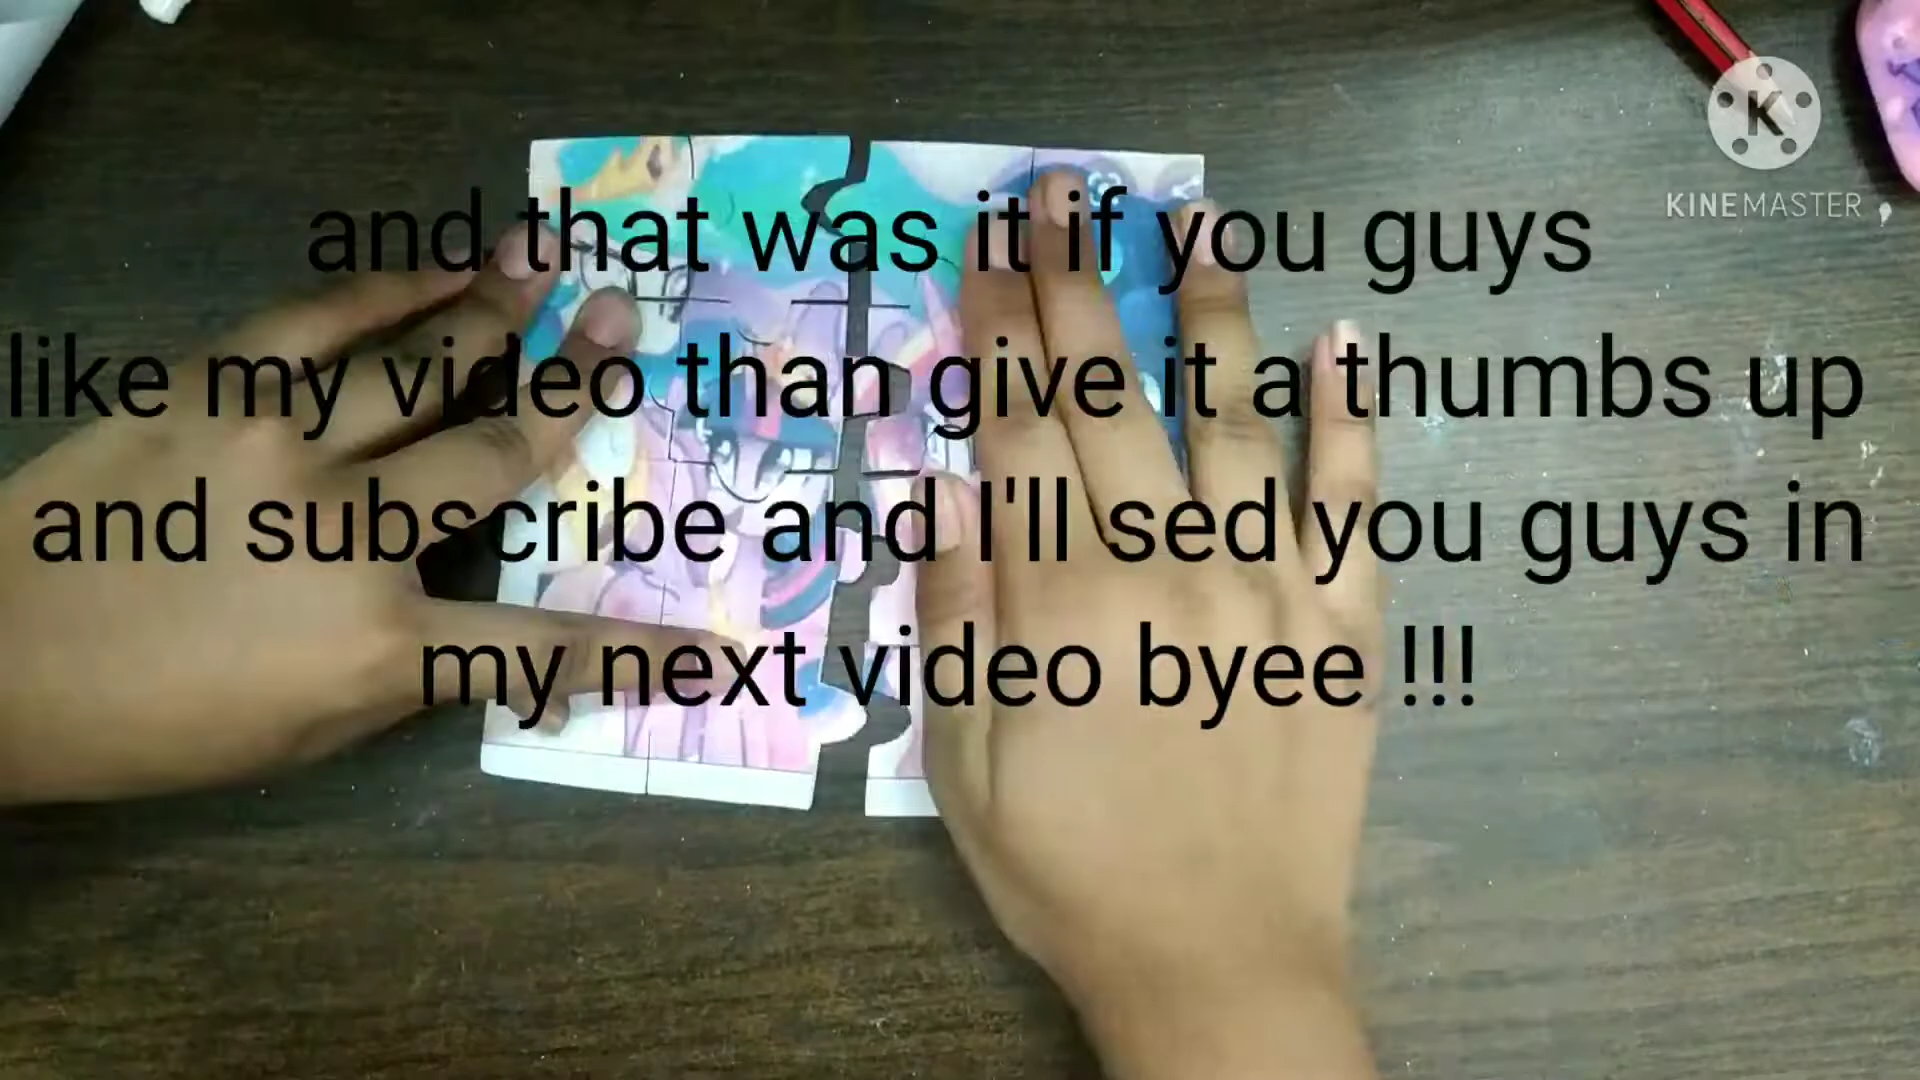 K
KINEMASTER
and that was it if you guys
like my video than give it a thumbs up
and subscribe and I'll sed you guys in
my next video byee !!!